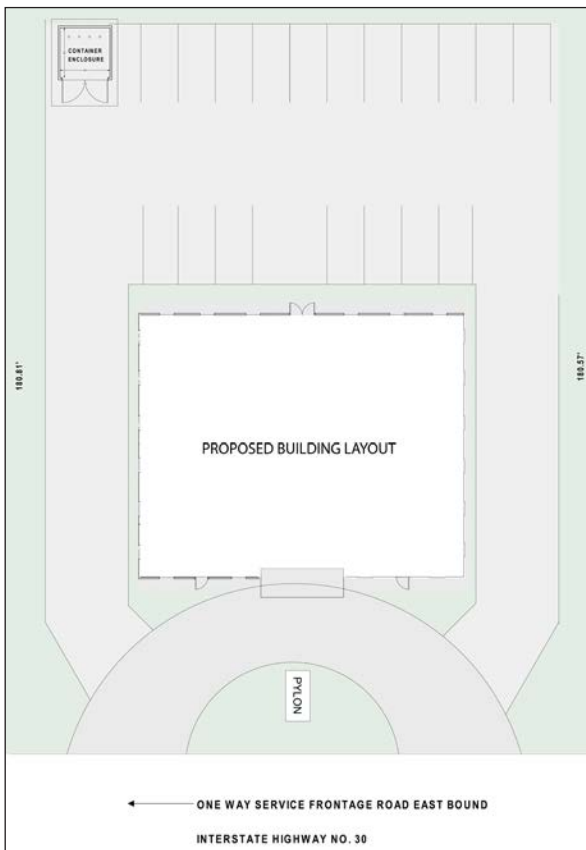 CONTAINER
ENCLOSURE
180.81'
180.57'
PROPOSED BUILDING LAYOUT
PYLON
ONE WAY SERVICE FRONTAGE ROAD EAST BOUND
INTERSTATE HIGHWAY NO. 30